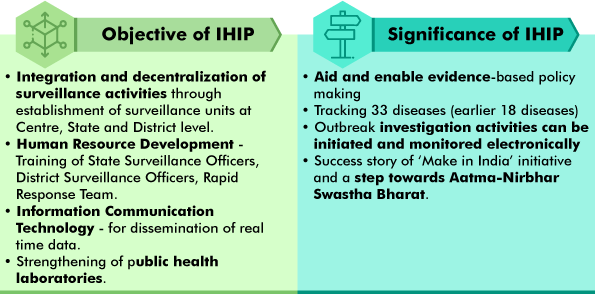 Objective of IHIP
• Integration and decentralization of
surveillance activities through
establishment of surveillance units at
Centre, State and District level.
• Human Resource Development -
Training of State Surveillance Officers,
District Surveillance Officers, Rapid
Response Team.
• Information Communication
Technology - for dissemination of real
time data.
• Strengthening of public health
laboratories.
Significance of IHIP
• Aid and enable evidence-based policy
making
• Tracking 33 diseases (earlier 18 diseases)
• Outbreak investigation activities can be
initiated and monitored electronically
• Success story of ‘Make in India’ initiative
and a step towards Aatma-Nirbhar
Swastha Bharat.